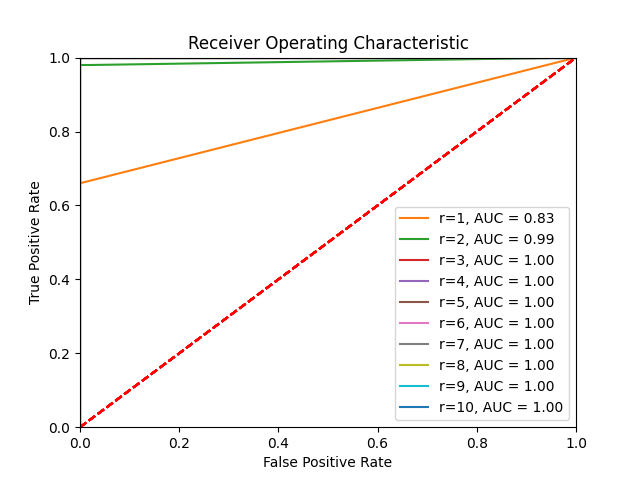 Receiver Operating Characteristic
1.0
0.8
0.6
0.4
0.2
0.0
True Positive Rate
r=1, AUC = 0.83
r=2, AUC = 0.99
r=3, AUC = 1.00
r=4, AUC = 1.00
r=5, AUC = 1.00
r=6, AUC = 1.00
r=7, AUC = 1.00
r=8, AUC = 1.00
r=9, AUC = 1.00
r=10, AUC = 1.00
0.0 0.2 0.4 0.6 0.8 1.0
False Positive Rate